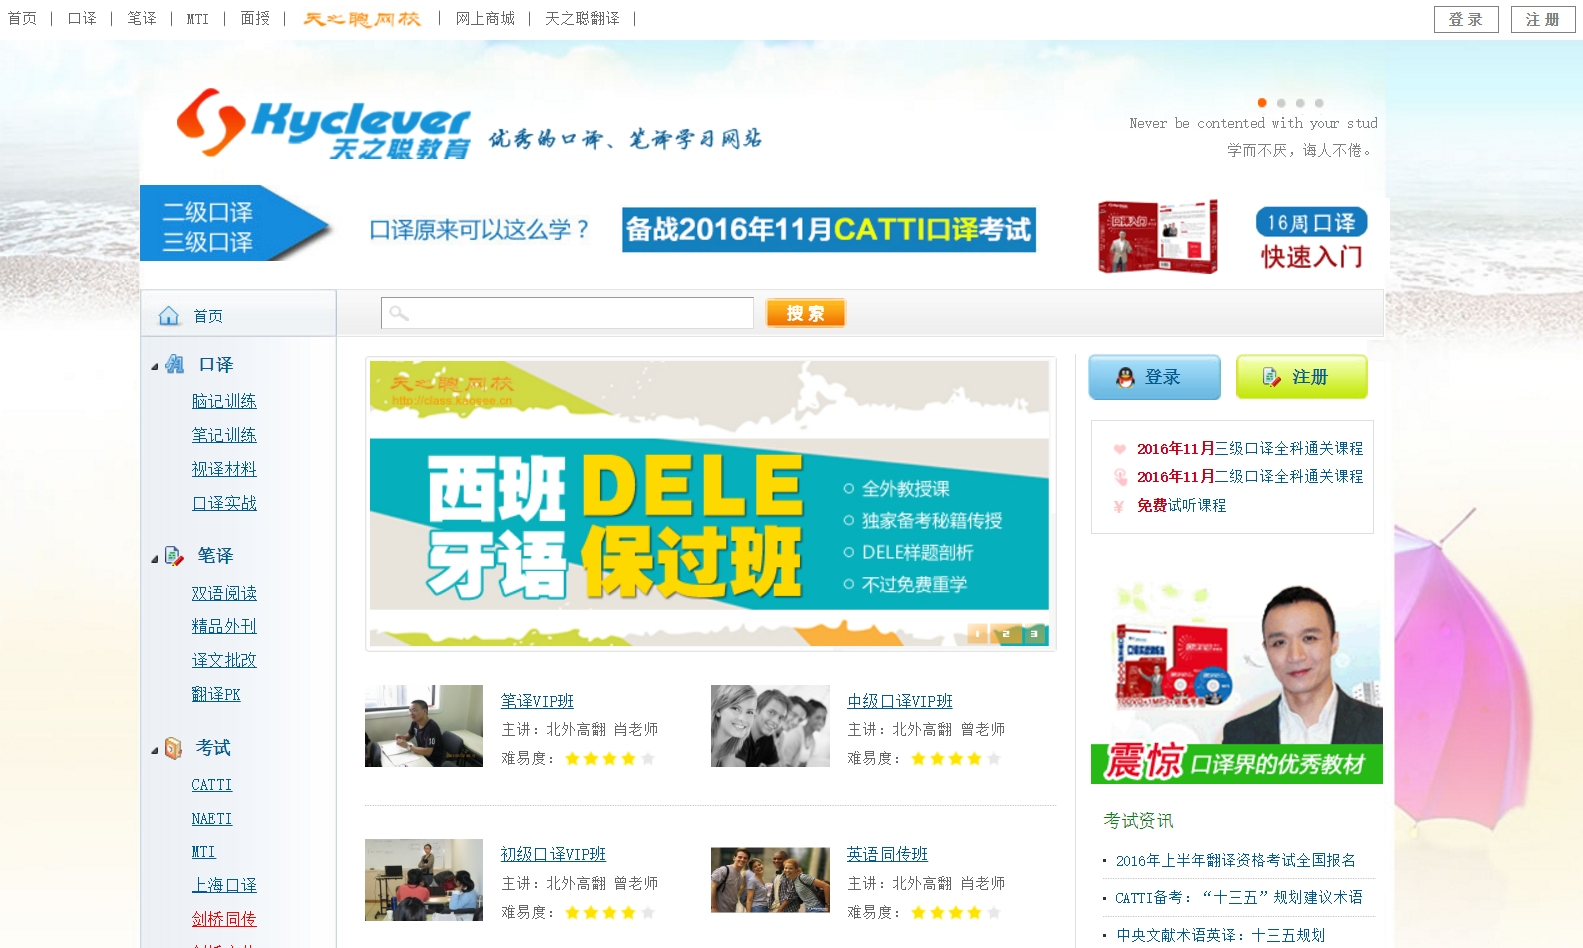 首页 | 口译 | 笔译 | MTI | 面授 | 天之聪网校 | 网上商城 | 天之聪翻译 |
登 录 注 册
Kyclever
天之聪教育
优秀的口译、笔译学习网站
Never be contented with your stud
学而不厌，诲人不倦。
二级口译
三级口译
口译原来可以这么学？
备战2016年11月CATTI口译考试
16周口译
快速入门
首页
搜 索
口译
脑记训练
笔记训练
视译材料
口译实战
笔译
双语阅读
精品外刊
译文批改
翻译PK
考试
CATTI
NAETI
MTI
上海口译
剑桥同传
天之聪网校
http://class.kaosee.cn
西班
牙语
DELE
保过班
全外教授课
独家备考秘籍传授
DELE样题剖析
不过免费重学
1 2 3
笔译VIP班
主讲：北外高翻 肖老师
难易度：
中级口译VIP班
主讲：北外高翻 曾老师
难易度：
初级口译VIP班
主讲：北外高翻 曾老师
难易度：
英语同传班
主讲：北外高翻 肖老师
难易度：
登录
注册
2016年11月三级口译全科通关课程
2016年11月二级口译全科通关课程
¥ 免费试听课程
震惊 口译界的优秀教材
考试资讯
2016年上半年翻译资格考试全国报名
CATTI备考：“十三五”规划建议术语
中央文献术语英译：十三五规划